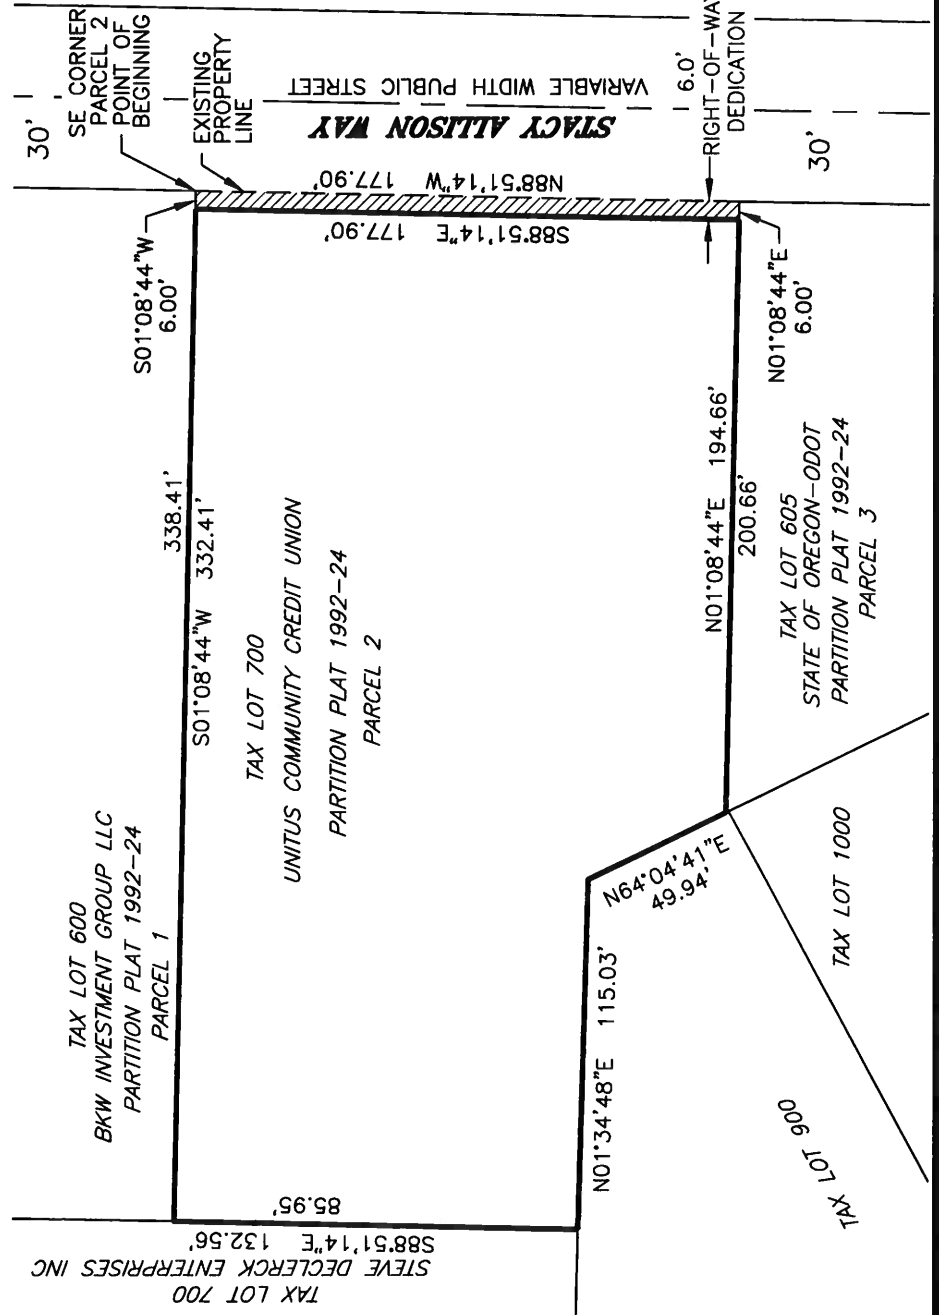 30'
SE CORNER
PARCEL 2
POINT OF
BEGINNING
EXISTING
PROPERTY
LINE
VARIABLE WIDTH PUBLIC STREET
STACY ALLISON WAY
6.0'
RIGHT-OF-WA
DEDICATION
30'
N88°51'14"W 177.90'
S88°51'14"E 177.90'
S01°08'44"W
6.00'
N01°08'44"E
6.00'
338.41'
S01°08'44"W 332.41'
TAX LOT 700
UNITUS COMMUNITY CREDIT UNION
PARTITION PLAT 1992-24
PARCEL 2
N01°08'44"E 194.66'
200.66'
TAX LOT 605
STATE OF OREGON-ODOT
PARTITION PLAT 1992-24
PARCEL 3
TAX LOT 600
BKW INVESTMENT GROUP LLC
PARTITION PLAT 1992-24
PARCEL 1
N64°04'41"E
49.94'
N01°34'48"E 115.03'
TAX LOT 1000
TAX LOT 900
85.95'
S88°51'14"E 132.56'
STEVE DECLERCK ENTERPRISES INC
TAX LOT 700